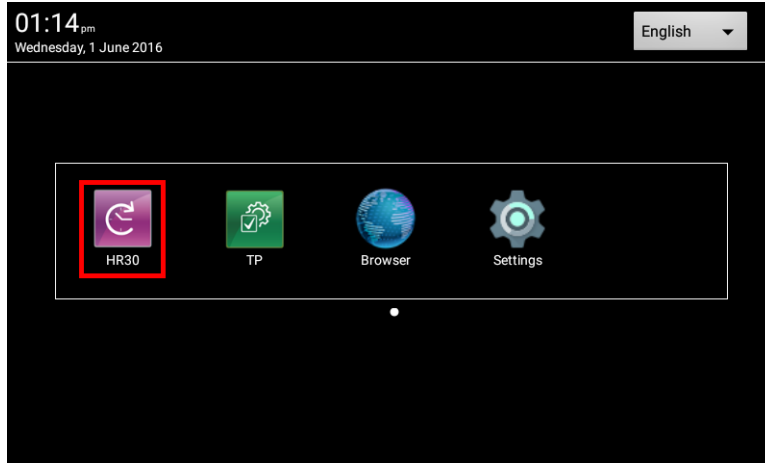 01:14pm
Wednesday, 1 June 2016
English
HR30
TP
Browser
Settings